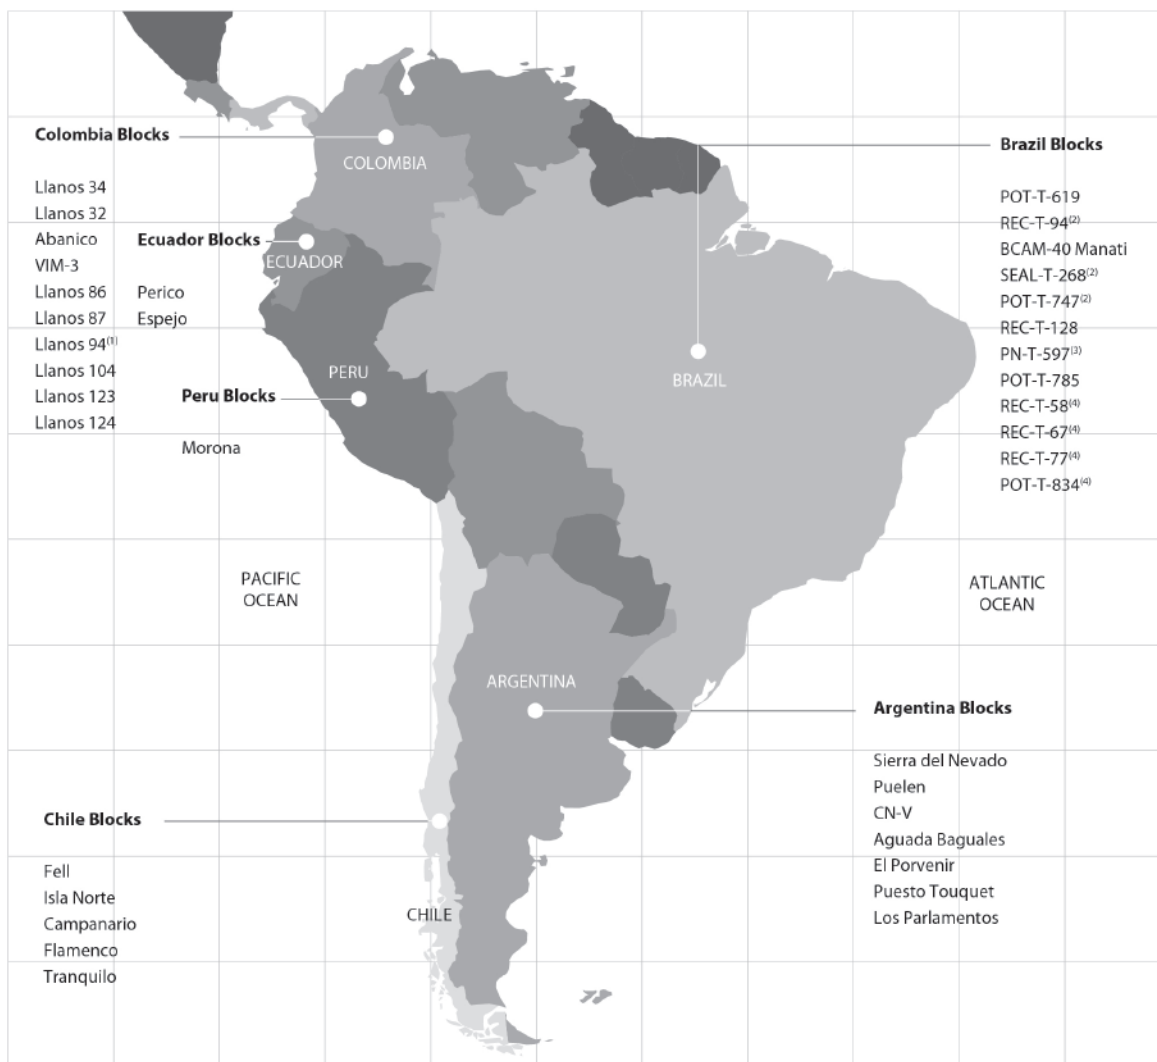 Colombia Blocks
Llanos 34
Llanos 32
Abanico
VIM-3
Llanos 86
Llanos 87
Llanos 94(1)
Llanos 104
Llanos 123
Llanos 124
Ecuador Blocks
Perico
Espejo
Peru Blocks
Morona
COLOMBIA
ECUADOR
PERU
BRAZIL
Brazil Blocks
POT-T-619
REC-T-94(2)
BCAM-40 Manati
SEAL-T-268(2)
POT-T-747(2)
REC-T-128
PN-T-597(3)
POT-T-785
REC-T-58(4)
REC-T-67(4)
REC-T-77(4)
POT-T-834(4)
PACIFIC
OCEAN
ATLANTIC
OCEAN
ARGENTINA
Argentina Blocks
Sierra del Nevado
Puelen
CN-V
Aguada Baguales
El Porvenir
Puesto Touquet
Los Parlamentos
Chile Blocks
Fell
Isla Norte
Campanario
Flamenco
Tranquilo
CHILE